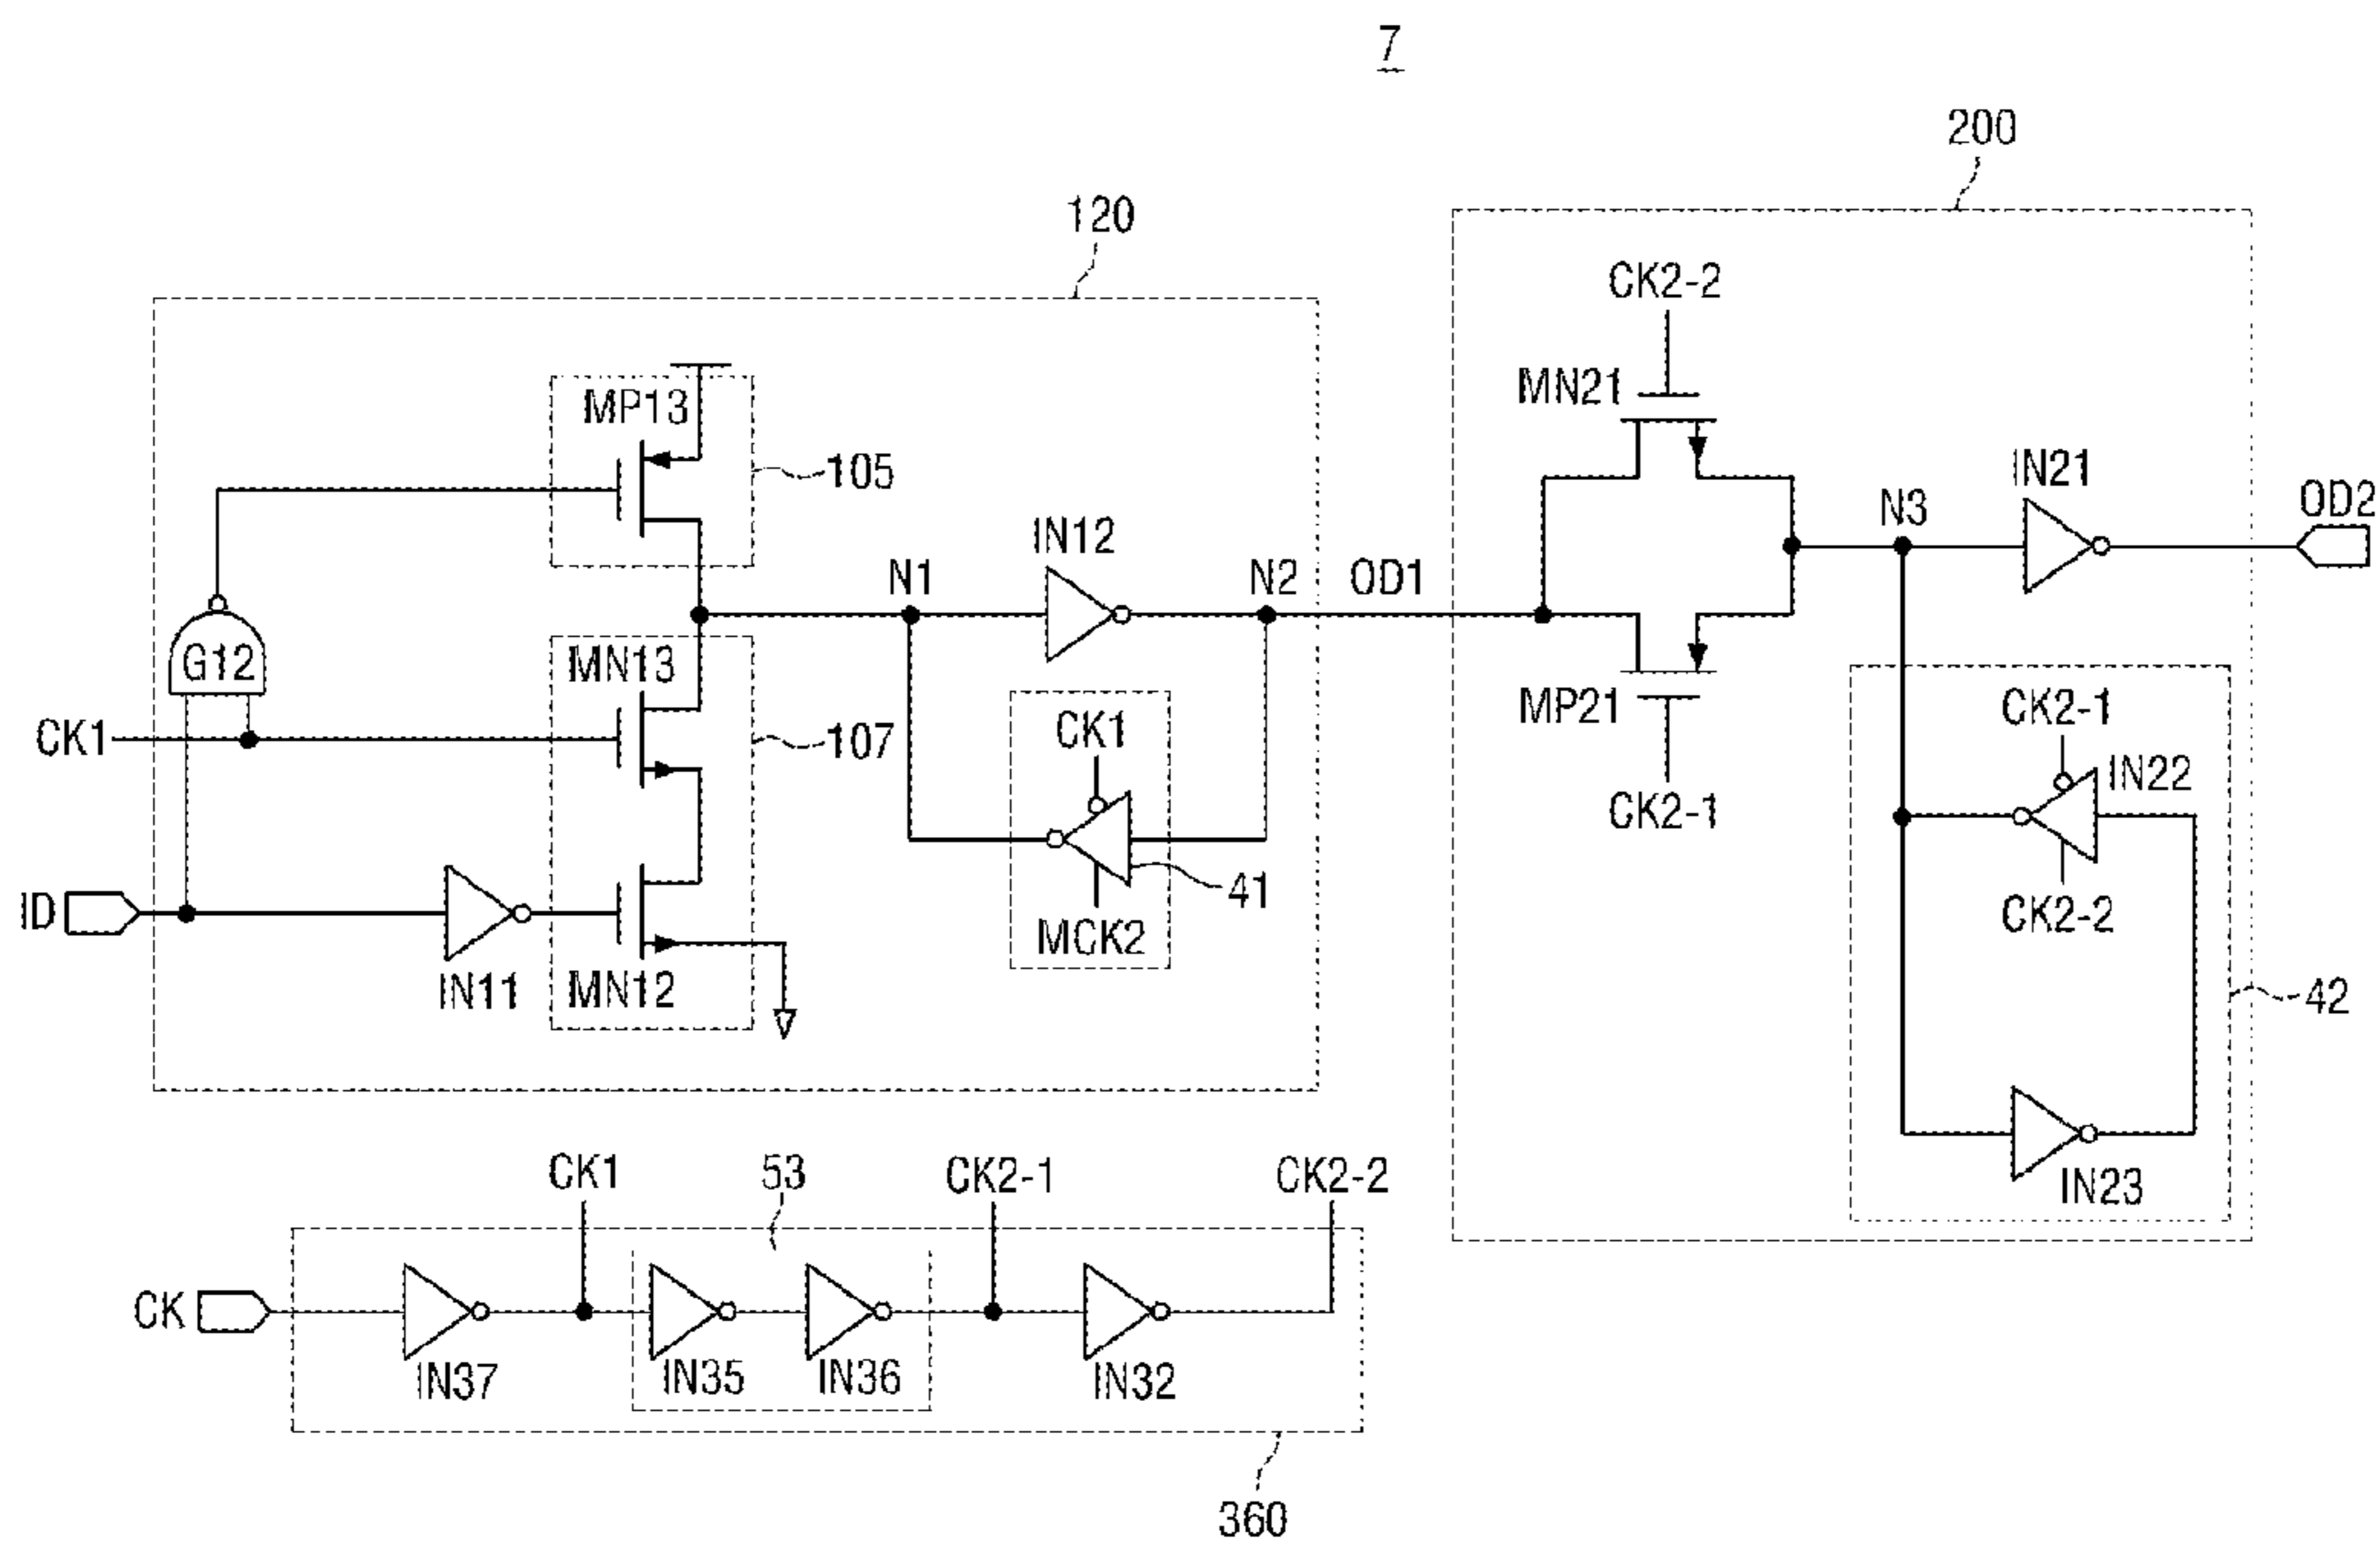 7
200
120
CK2-2
MN21
MP13
105
IN21
OD2
N3
IN12
N1
N2
OD1
G12
MN13
MP21
CK2-1
CK1
107
CK1
CK2-1
IN22
41
ID
MCK2
CK2-2
IN11
MN12
42
CK1
53
CK2-1
CK2-2
IN23
CK
IN37
IN35
IN36
IN32
360